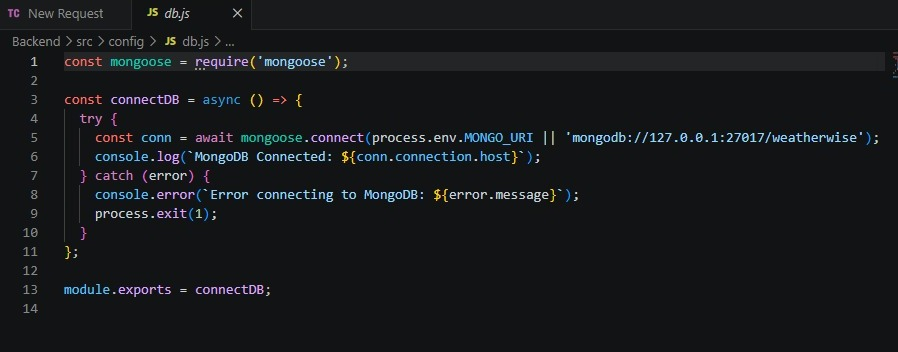 TC New Request JS db.js ×
Backend > src > config > JS db.js > ...
1 const mongoose = require('mongoose');
2
3 const connectDB = async () => {
4   try {
5     const conn = await mongoose.connect(process.env.MONGO_URI || 'mongodb://127.0.0.1:27017/weatherwise');
6     console.log(`MongoDB Connected: ${conn.connection.host}`);
7   } catch (error) {
8     console.error(`Error connecting to MongoDB: ${error.message}`);
9     process.exit(1);
10   }
11 };
12
13 module.exports = connectDB;
14